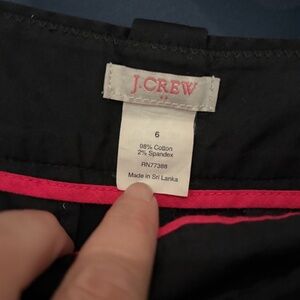 J.CREW
6
98% Cotton
2% Spandex
RN77388
Made in Sri Lanka